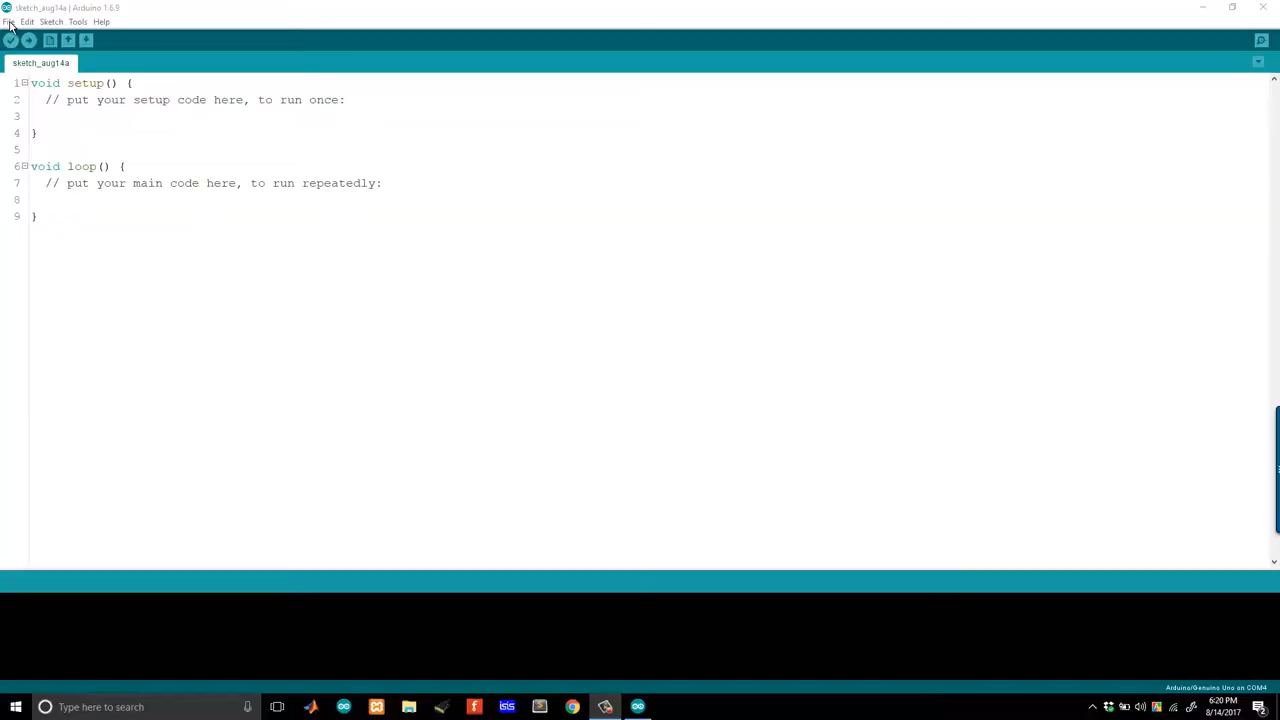 sketch_aug14a | Arduino 1.6.9
File Edit Sketch Tools Help
sketch_aug14a
1 void setup() {
2 // put your setup code here, to run once:
3
4 }
5
6 void loop() {
7 // put your main code here, to run repeatedly:
8
9 }
Arduino/Genuino Uno on COM4
Type here to search
f
ISIS
6:20 PM
8/14/2017
2